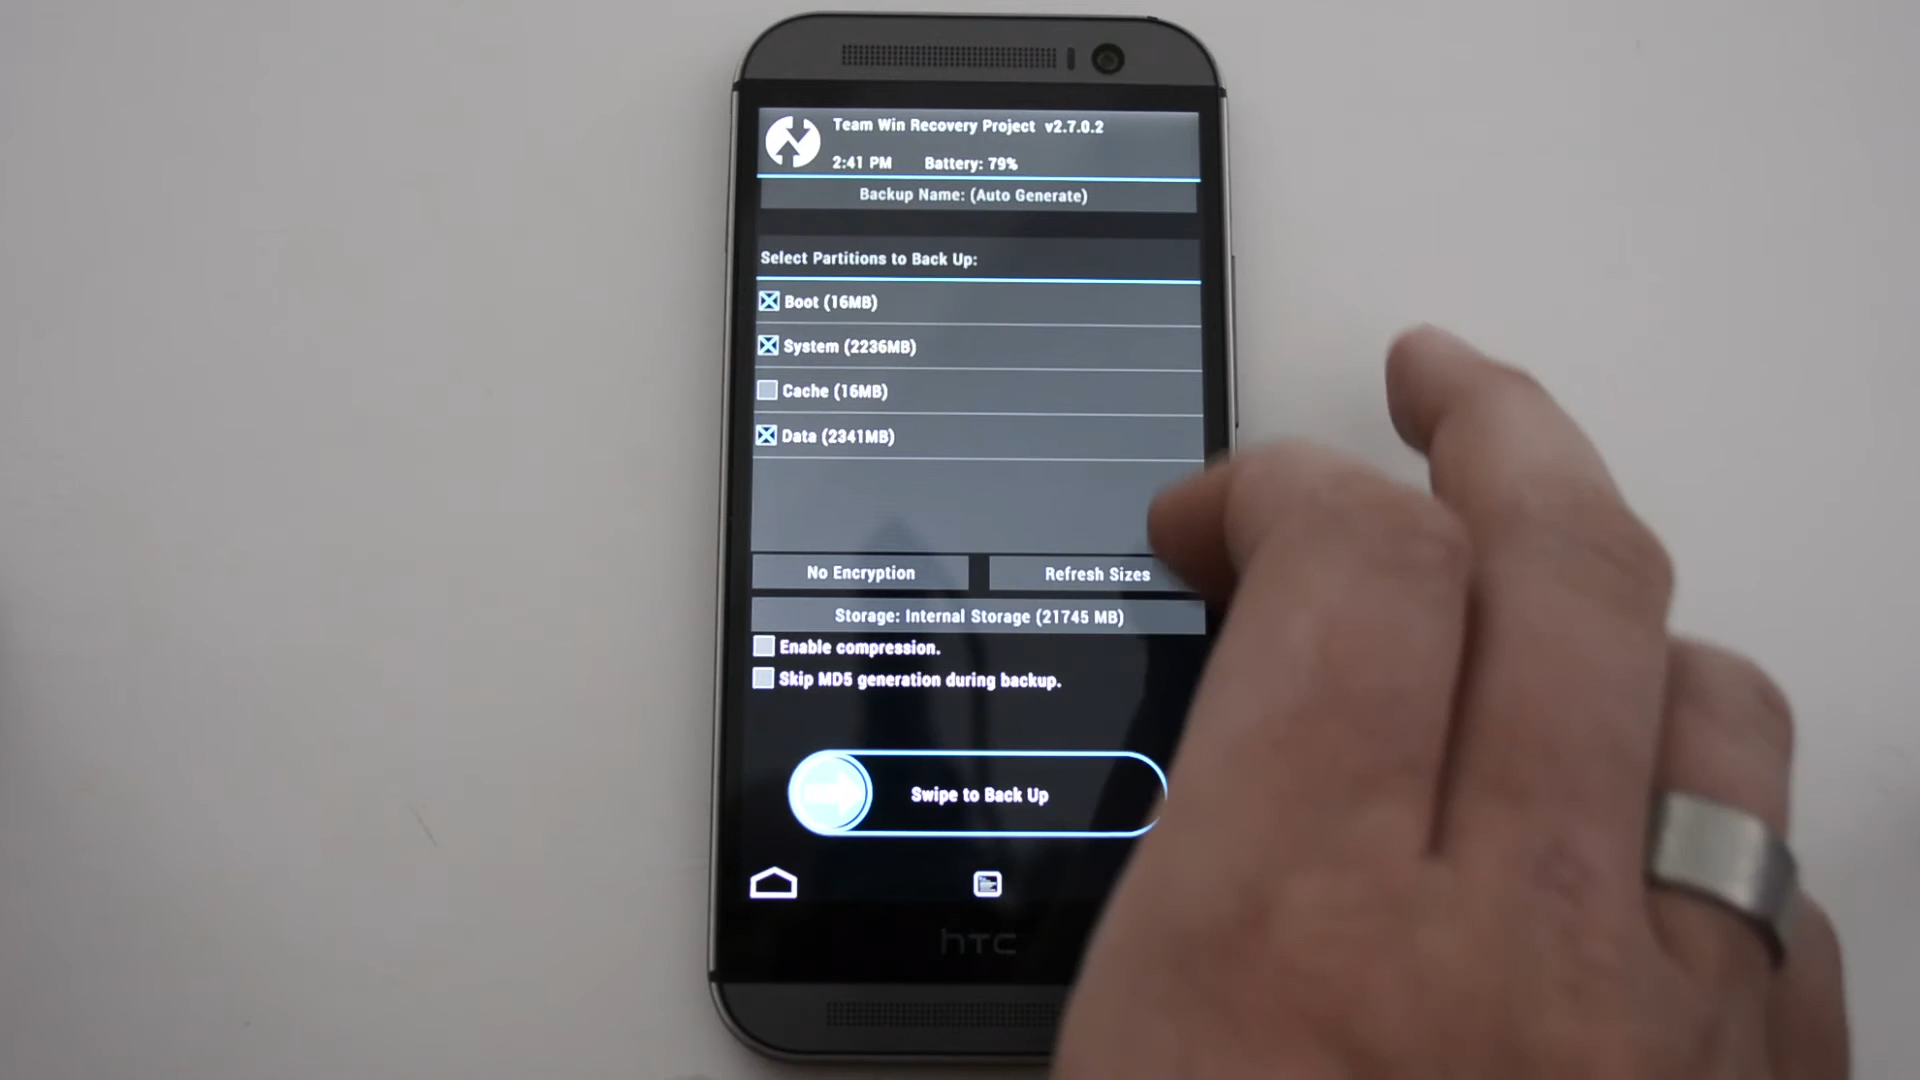 Team Win Recovery Project v2.7.0.2
2:41 PM Battery: 79%
Backup Name: (Auto Generate)
Select Partitions to Back Up:
Boot (16MB)
System (2236MB)
Cache (16MB)
Data (2341MB)
No Encryption Refresh Sizes
Storage: Internal Storage (21745 MB)
Enable compression.
Skip MD5 generation during backup.
Swipe to Back Up
hTC